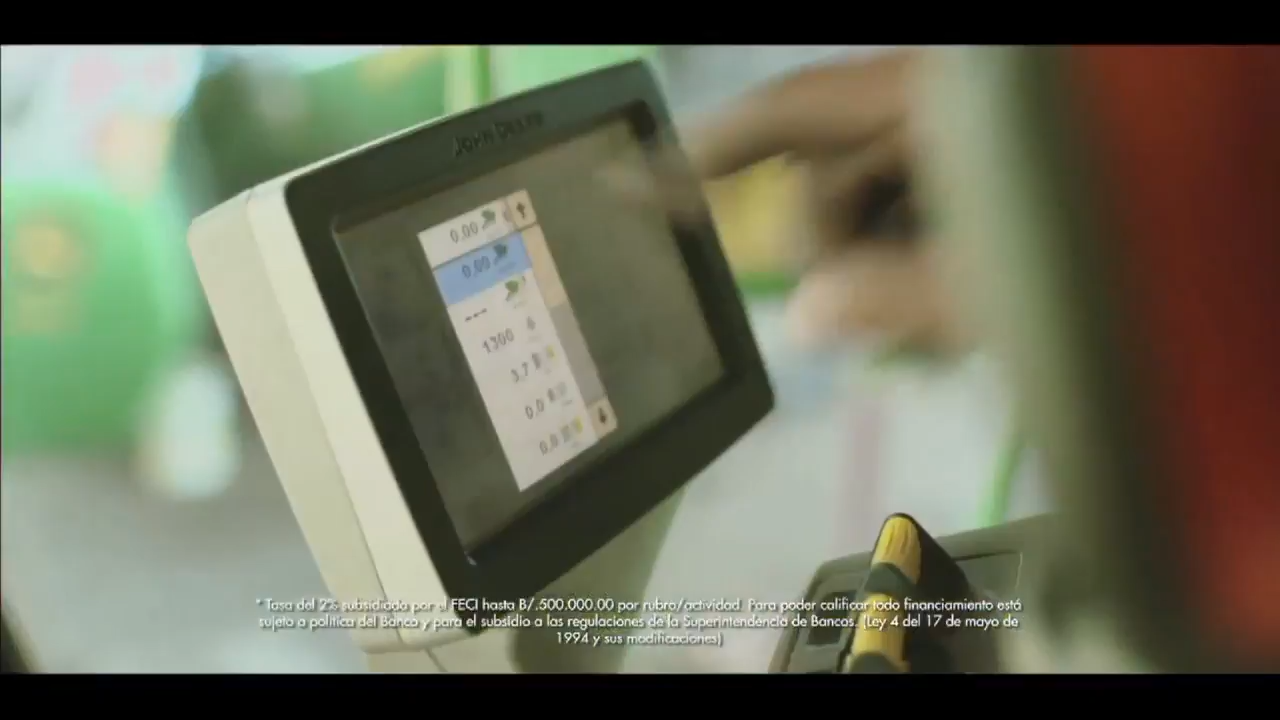 JOHN DEERE
0.00
0.00
---
1300
3.7
0.0
0.0
* Tasa del 2% subsidiada por el FECI hasta B/.500.000.00 por rubro/actividad. Para poder calificar todo financiamiento está
sujeto a política del Banco y para el subsidio a las regulaciones de la Superintendencia de Bancos. (Ley 4 del 17 de mayo de
1994 y sus modificaciones)